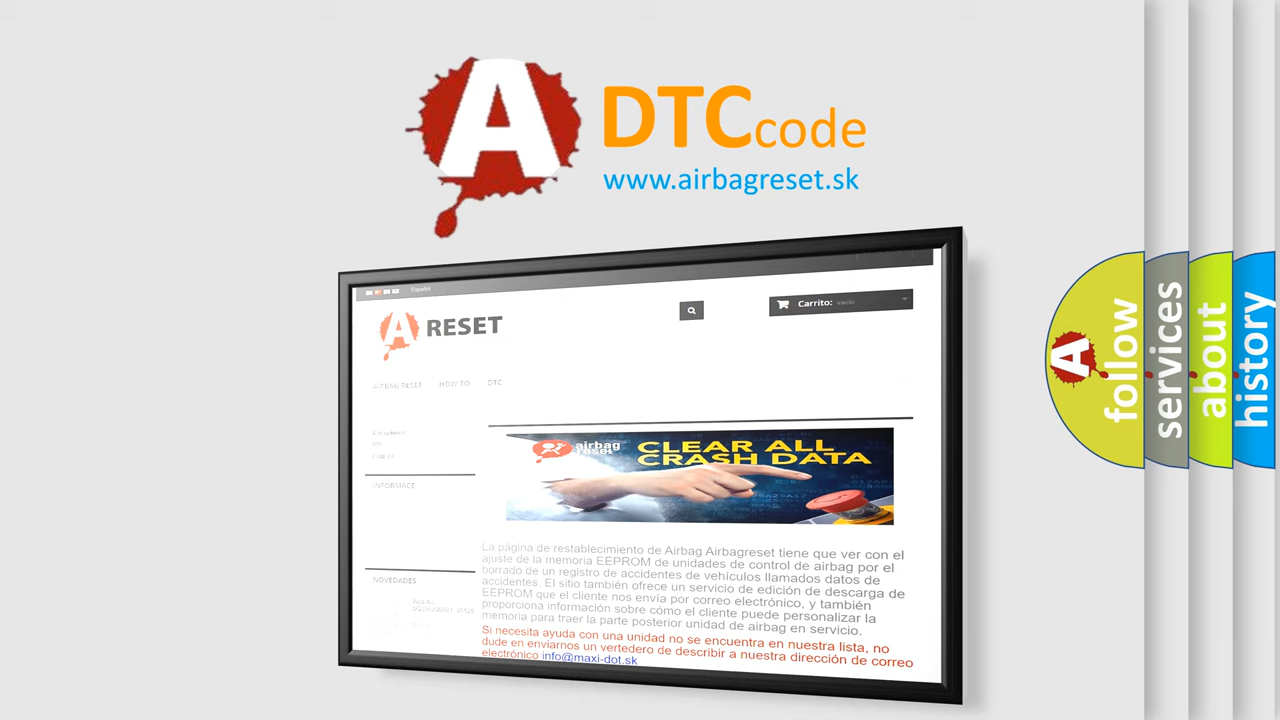 A DTCcode
www.airbagreset.sk
Español
A RESET
Carrito: vacío
AIRBAG RESET HOW TO DTC
INFORMACE
NOVEDADES
airbag
reset
CLEAR ALL
CRASH DATA
La página de restablecimiento de Airbag Airbagreset tiene que ver con el
ajuste de la memoria EEPROM de unidades de control de airbag por el
borrado de un registro de accidentes de vehículos llamados datos de
accidentes. El sitio también ofrece un servicio de edición de descarga de
EEPROM que el cliente nos envía por correo electrónico, y también
proporciona información sobre cómo el cliente puede personalizar la
memoria para traer la parte posterior unidad de airbag en servicio.
Si necesita ayuda con una unidad no se encuentra en nuestra lista, no
dude en enviarnos un vertedero de describir a nuestra dirección de correo
electrónico info@maxi-dot.sk
A follow
services
about
history